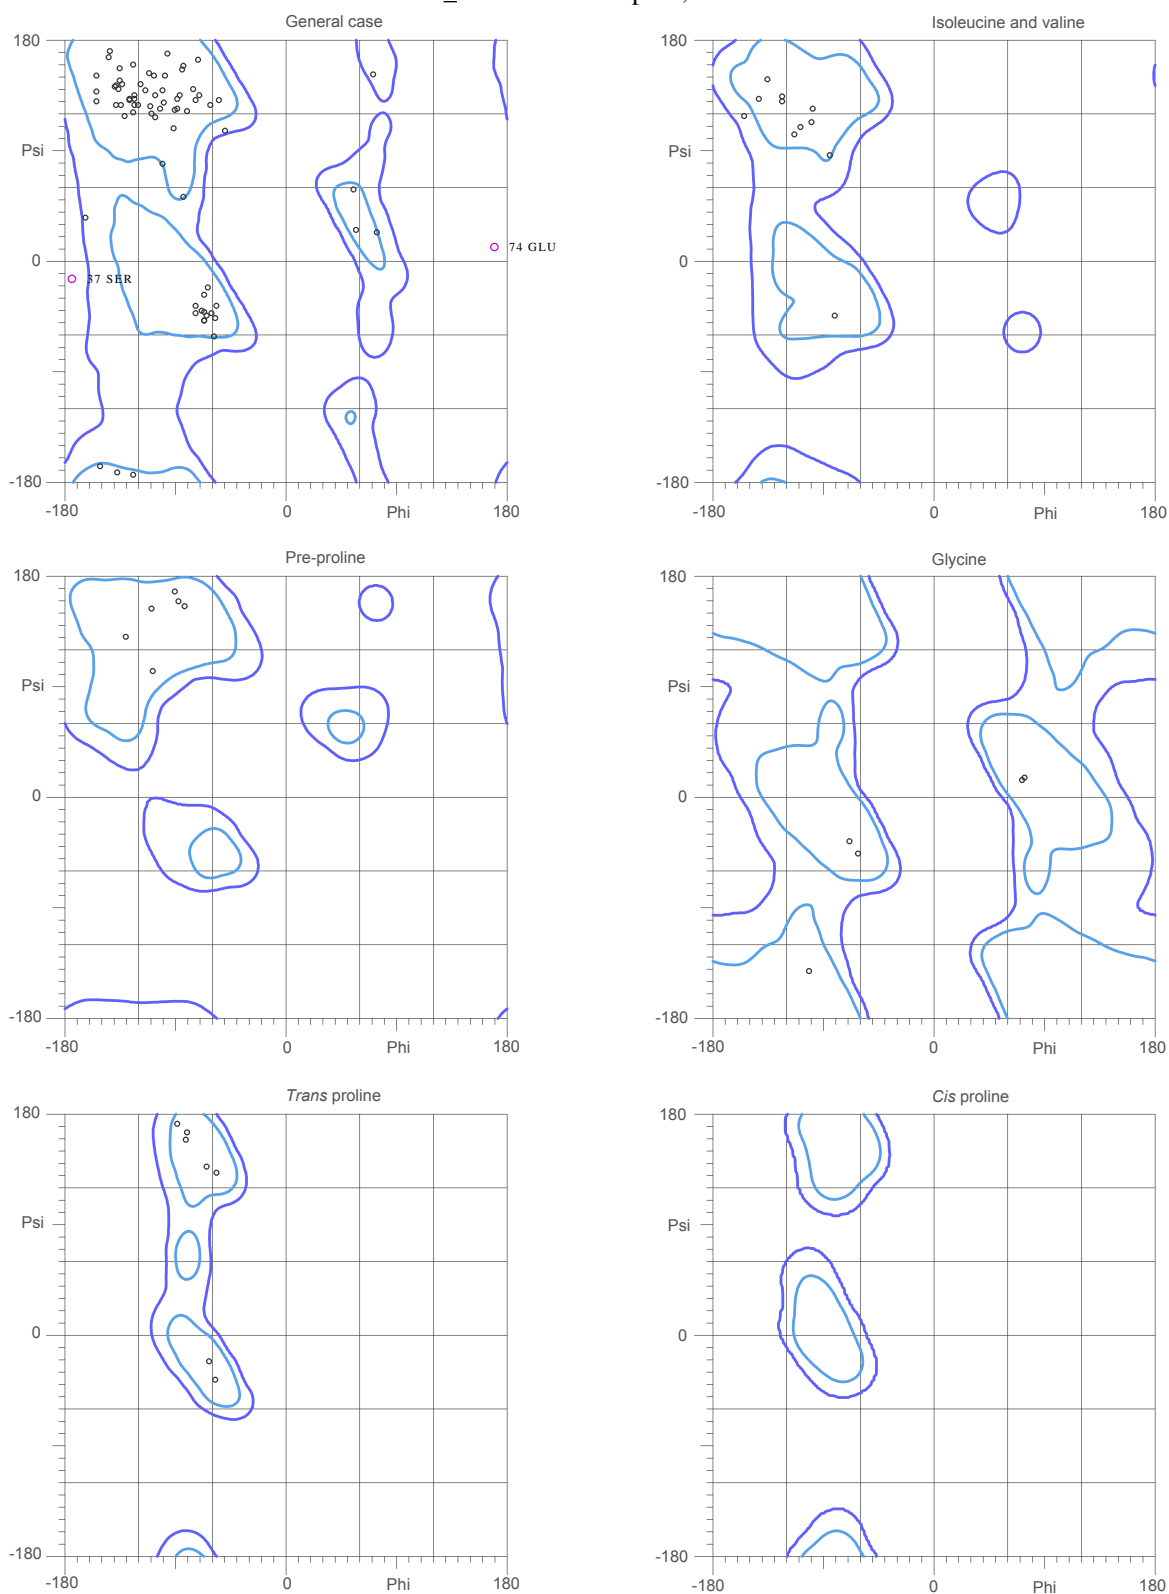 General case
Isoleucine and valine
180
180
Psi
Psi
74 GLU
0
0
37 SER
-180
-180
-180
0
Phi
180
-180
0
Phi
180
Pre-proline
Glycine
180
180
Psi
Psi
0
0
-180
-180
-180
0
Phi
180
-180
0
Phi
180
Trans proline
Cis proline
180
180
Psi
Psi
0
0
-180
-180
-180
0
Phi
180
-180
0
Phi
180